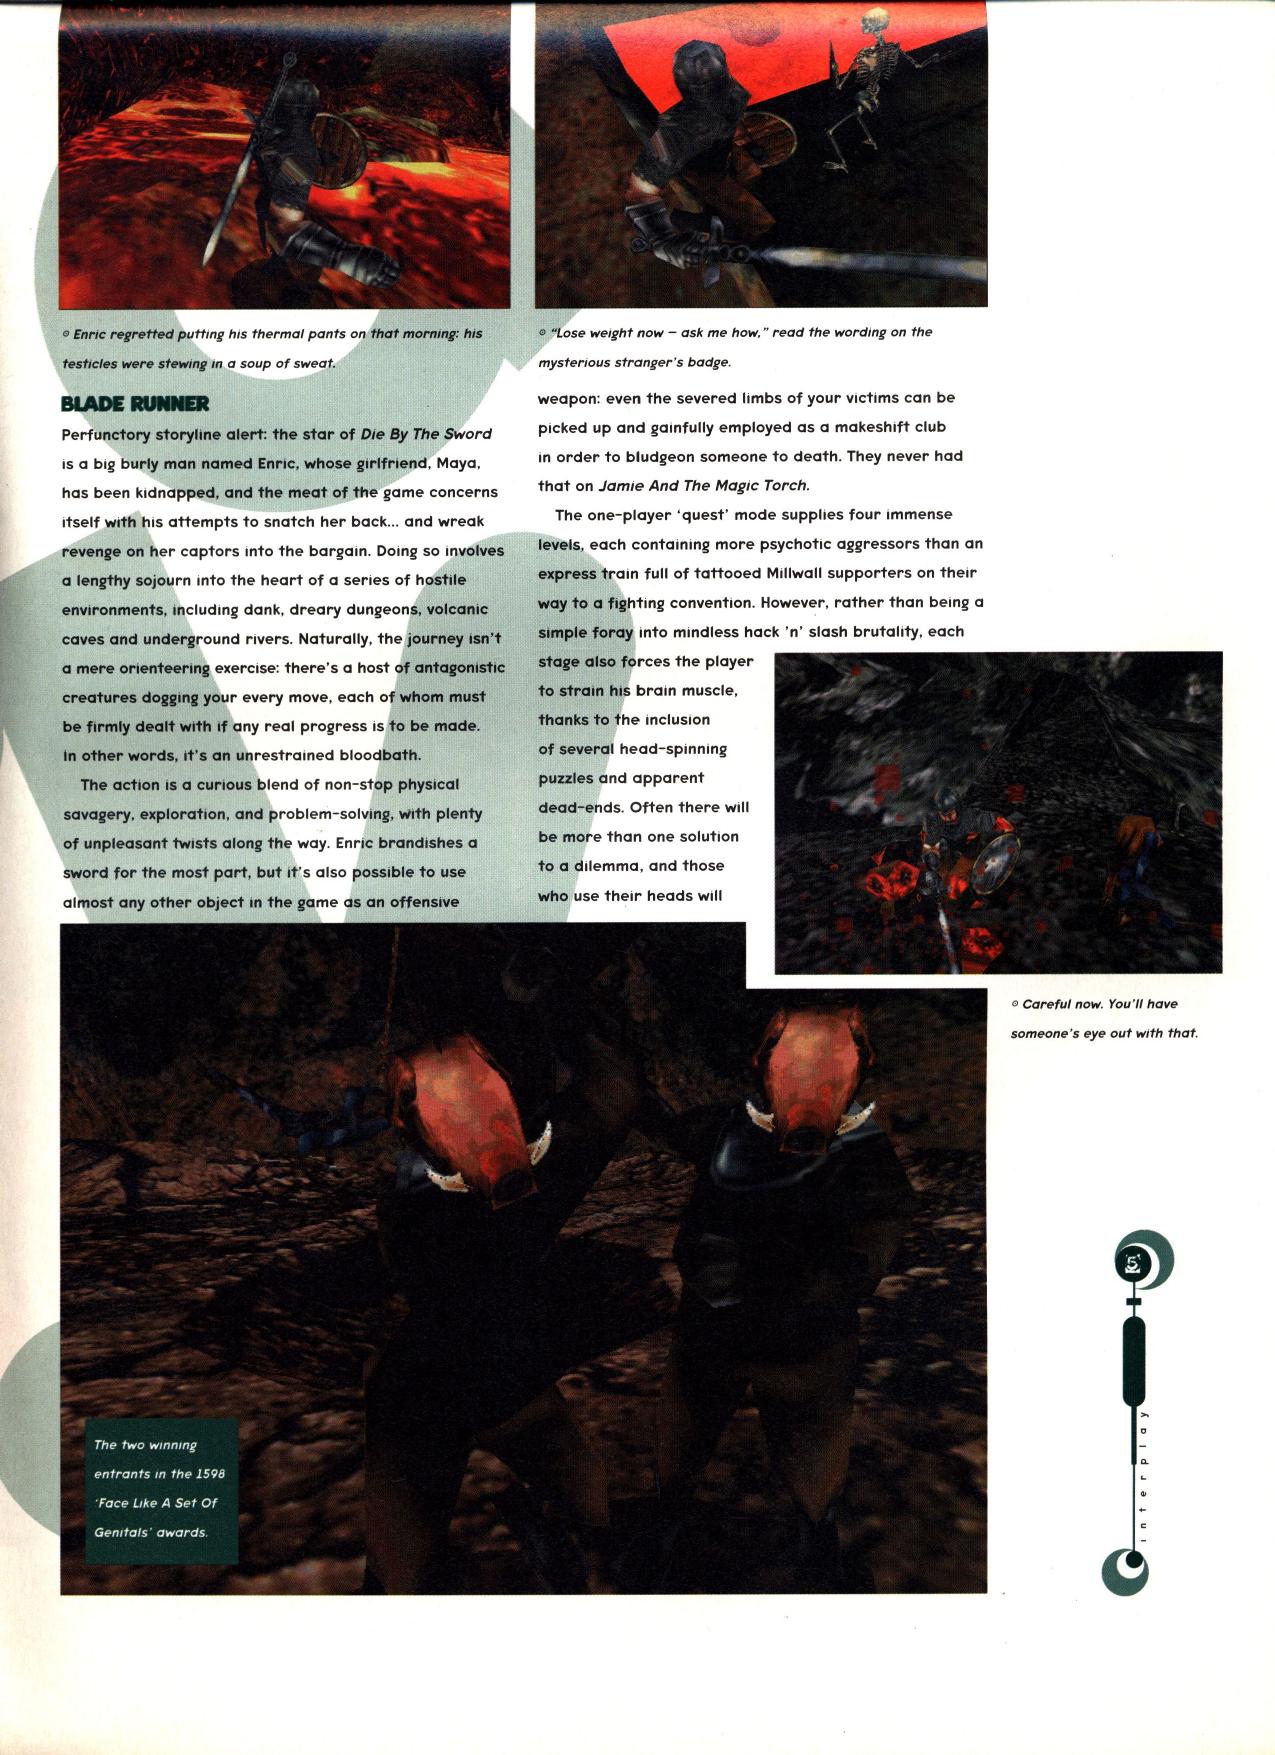 Enric regretted putting his thermal pants on that morning: his
testicles were stewing in a soup of sweat.
“Lose weight now – ask me how,” read the wording on the
mysterious stranger's badge.
BLADE RUNNER
Perfunctory storyline alert: the star of Die By The Sword
is a big burly man named Enric, whose girlfriend, Maya,
has been kidnapped, and the meat of the game concerns
itself with his attempts to snatch her back... and wreak
revenge on her captors into the bargain. Doing so involves
a lengthy sojourn into the heart of a series of hostile
environments, including dank, dreary dungeons, volcanic
caves and underground rivers. Naturally, the journey isn't
a mere orienteering exercise: there's a host of antagonistic
creatures dogging your every move, each of whom must
be firmly dealt with if any real progress is to be made.
In other words, it's an unrestrained bloodbath.
The action is a curious blend of non-stop physical
savagery, exploration, and problem-solving, with plenty
of unpleasant twists along the way. Enric brandishes a
sword for the most part, but it's also possible to use
almost any other object in the game as an offensive
weapon: even the severed limbs of your victims can be
picked up and gainfully employed as a makeshift club
in order to bludgeon someone to death. They never had
that on Jamie And The Magic Torch.
The one-player ‘quest’ mode supplies four immense
levels, each containing more psychotic aggressors than an
express train full of tattooed Millwall supporters on their
way to a fighting convention. However, rather than being a
simple foray into mindless hack 'n' slash brutality, each
stage also forces the player
to strain his brain muscle,
thanks to the inclusion
of several head-spinning
puzzles and apparent
dead-ends. Often there will
be more than one solution
to a dilemma, and those
who use their heads will
Careful now. You'll have
someone's eye out with that.
The two winning
entrants in the 1598
‘Face Like A Set Of
Genitals’ awards.
interplay